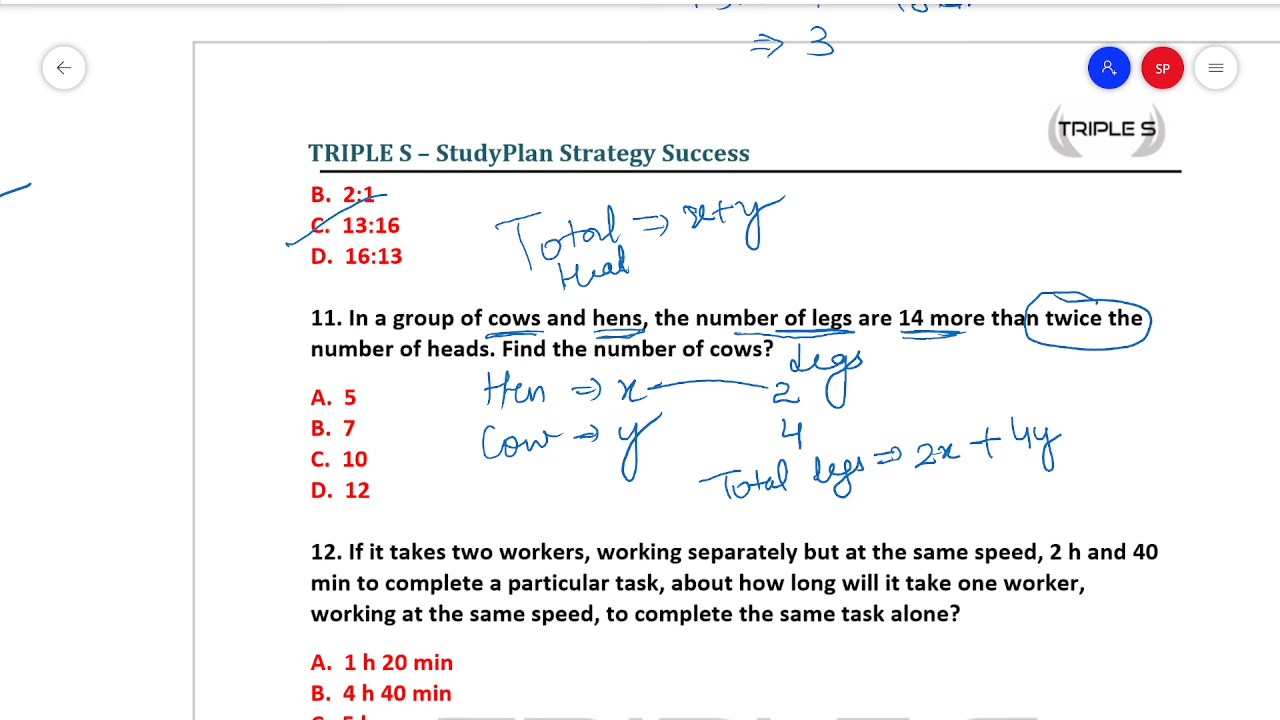 ⇒ 3
SP
TRIPLE S
TRIPLE S – StudyPlan Strategy Success
B. 2:1
C. 13:16
D. 16:13
Total ⇒ x+y
Head
11. In a group of cows and hens, the number of legs are 14 more than twice the
number of heads. Find the number of cows?
Legs
Hen ⇒ x 2
Cow ⇒ y 4
Total legs ⇒ 2x + 4y
A. 5
B. 7
C. 10
D. 12
12. If it takes two workers, working separately but at the same speed, 2 h and 40
min to complete a particular task, about how long will it take one worker,
working at the same speed, to complete the same task alone?
A. 1 h 20 min
B. 4 h 40 min